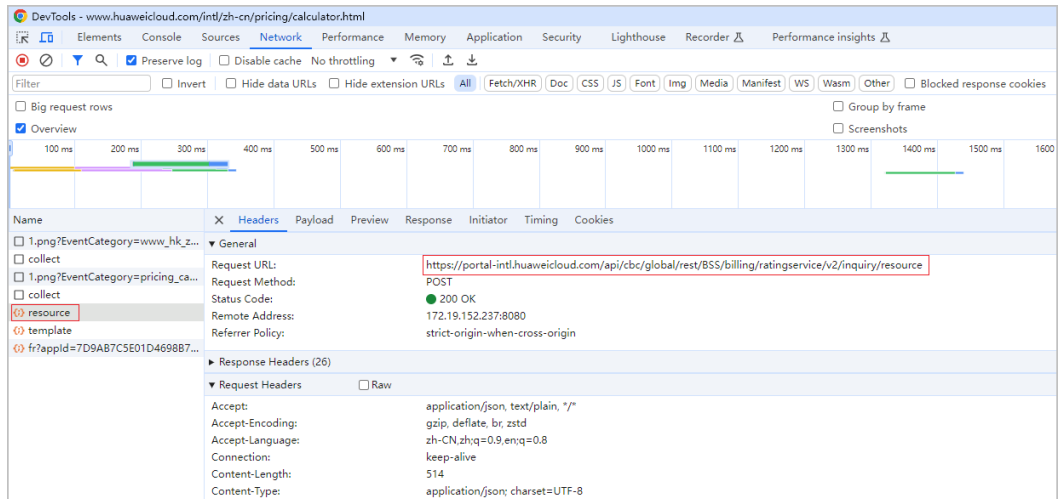 DevTools - www.huaweicloud.com/intl/zh-cn/pricing/calculator.html
Elements Console Sources Network Performance Memory Application Security Lighthouse Recorder Performance insights
Preserve log Disable cache No throttling
Filter Invert Hide data URLs Hide extension URLs All Fetch/XHR Doc CSS JS Font Img Media Manifest WS Wasm Other Blocked response cookies
Big request rows Group by frame
Overview Screenshots
100 ms 200 ms 300 ms 400 ms 500 ms 600 ms 700 ms 800 ms 900 ms 1000 ms 1100 ms 1200 ms 1300 ms 1400 ms 1500 ms 1600
Name Headers Payload Preview Response Initiator Timing Cookies
1.png?EventCategory=www_hk_z... General
collect Request URL: https://portal-intl.huaweicloud.com/api/cbc/global/rest/BSS/billing/ratingservice/v2/inquiry/resource
1.png?EventCategory=pricing_ca... Request Method: POST
collect Status Code: 200 OK
resource Remote Address: 172.19.152.237:8080
template Referrer Policy: strict-origin-when-cross-origin
fr?appId=7D9AB7C5E01D4698B7...
Response Headers (26)
Request Headers Raw
Accept: application/json, text/plain, */*
Accept-Encoding: gzip, deflate, br, zstd
Accept-Language: zh-CN,zh;q=0.9,en;q=0.8
Connection: keep-alive
Content-Length: 514
Content-Type: application/json; charset=UTF-8